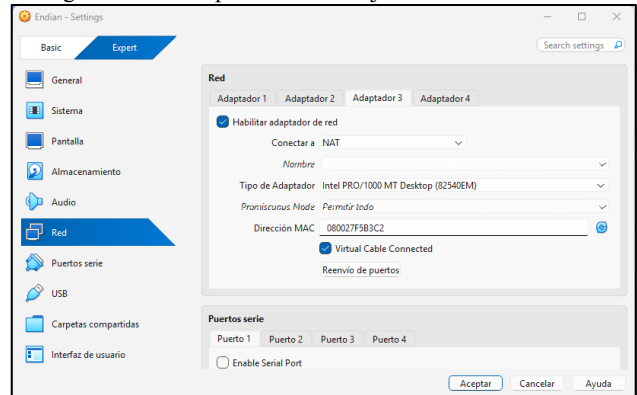 Endian - Settings
Basic
Expert
Search settings
General
Sistema
Pantalla
Almacenamiento
Audio
Red
Puertos serie
USB
Carpetas compartidas
Interfaz de usuario
Red
Adaptador 1 Adaptador 2 Adaptador 3 Adaptador 4
Habilitar adaptador de red
Conectar a NAT
Nombre
Tipo de Adaptador Intel PRO/1000 MT Desktop (82540EM)
Promiscuous Mode Permitir todo
Dirección MAC 080027F5B3C2
Virtual Cable Connected
Reenvío de puertos
Puertos serie
Puerto 1 Puerto 2 Puerto 3 Puerto 4
Enable Serial Port
Aceptar Cancelar Ayuda